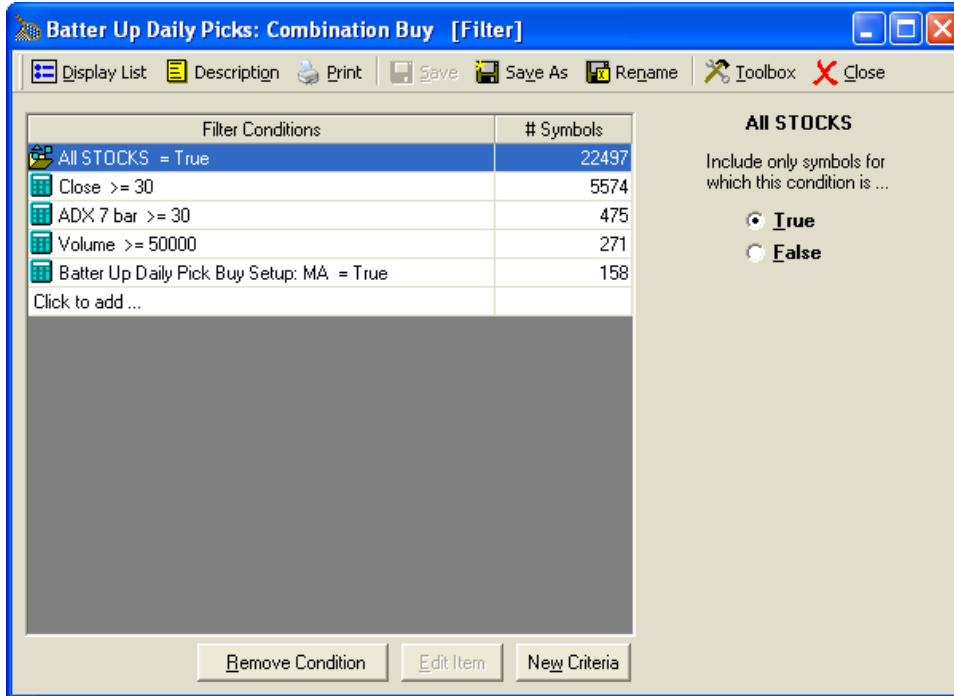 Batter Up Daily Picks: Combination Buy [Filter]
Display List Description Print Save Save As Rename Toolbox Close
Filter Conditions # Symbols
All STOCKS = True 22497
Close >= 30 5574
ADX 7 bar >= 30 475
Volume >= 50000 271
Batter Up Daily Pick Buy Setup: MA = True 158
Click to add ...
All STOCKS
Include only symbols for
which this condition is ...
True
False
Remove Condition Edit Item New Criteria